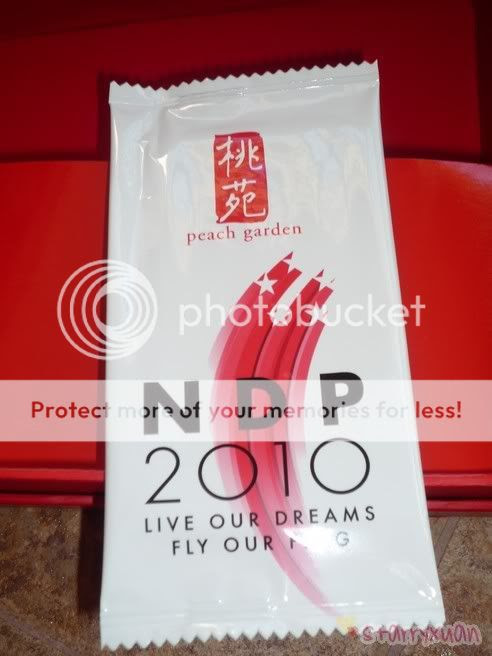 桃苑
peach garden
photobucket
NDP
Protect more of your memories for less!
2010
LIVE OUR DREAMS
FLY OUR FLAG
starryxuan